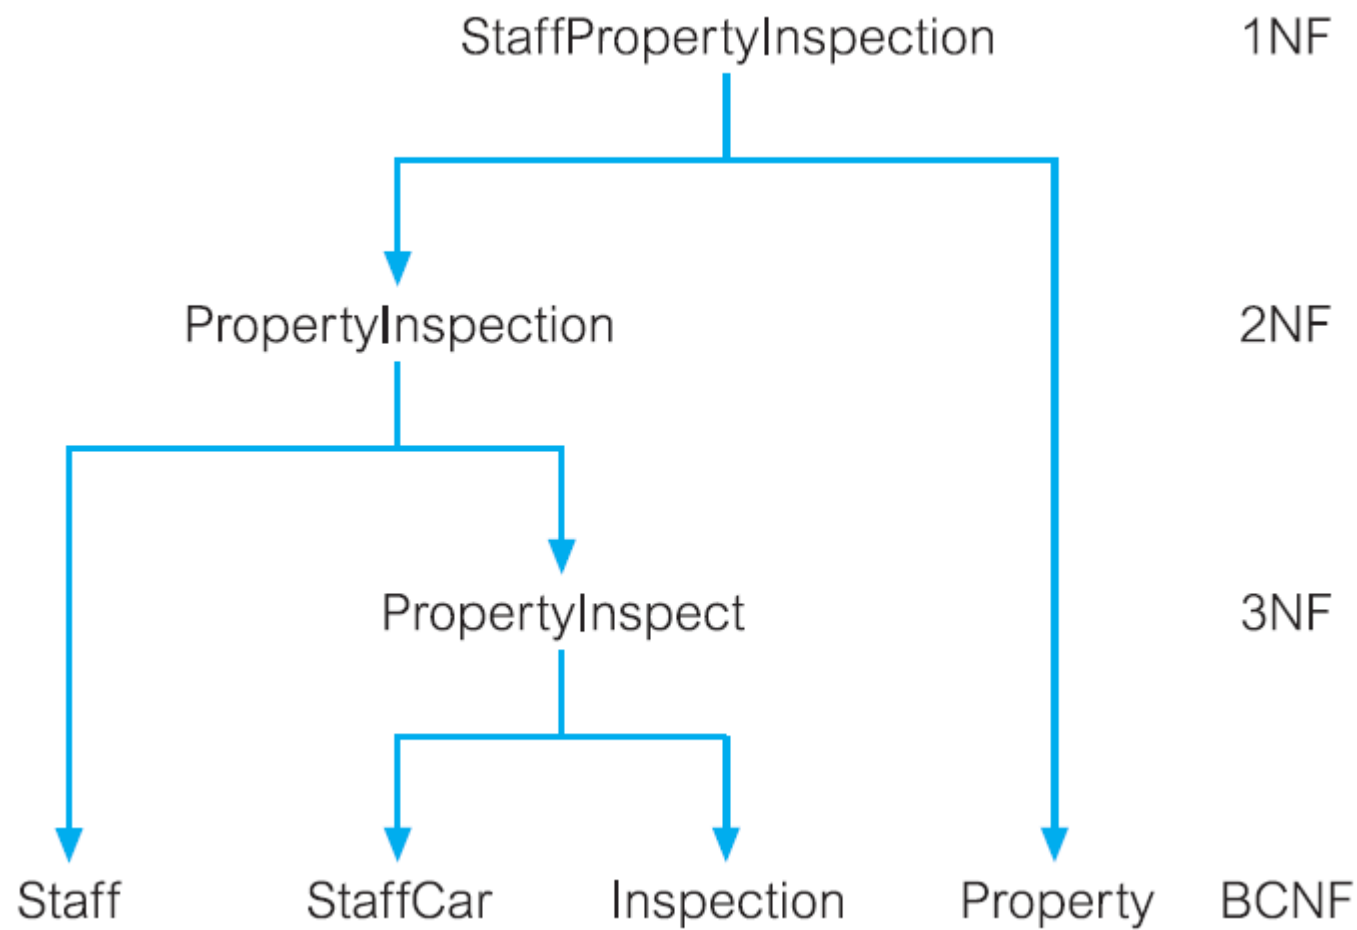 StaffPropertyInspection 1NF
PropertyInspection 2NF
PropertyInspect 3NF
Staff StaffCar Inspection Property BCNF